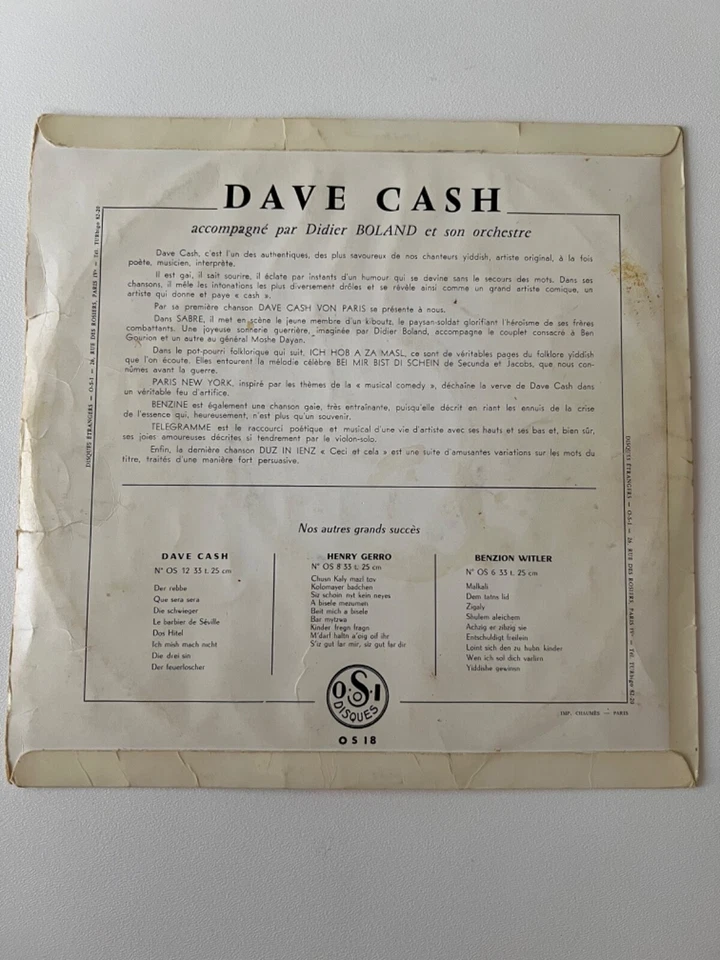 DAVE CASH
accompagné par Didier BOLAND et son orchestre
Dave Cash, c'est l'un des authentiques, des plus savoureux de nos chanteurs yiddish, artiste original, à la fois
poète, musicien, interprète.
Il est gai, il sait sourire, il éclate par instants d'un humour qui se devine sans le secours des mots. Dans ses
chansons, il mêle les intonations les plus diversement drôles et se révèle ainsi comme un grand artiste comique, un
artiste qui donne et paye « cash ».
Par sa première chanson DAVE CASH VON PARIS se présente à nous.
Dans SABRE, il met en scène le jeune membre d'un kiboutz, le paysan-soldat glorifiant l'héroïsme de ses frères
combattants. Une joyeuse sonnerie guerrière, imaginée par Didier Boland, accompagne le couplet consacré à Ben
Gourion et un autre au général Moshe Dayan.
Dans le pot-pourri folklorique qui suit, ICH HOB A ZA MASL, ce sont de véritables pages du folklore yiddish
que l'on écoute. Elles entourent la mélodie célèbre BEI MIR BIST DI SCHEIN de Secunda et Jacobs, que nous con-
nûmes avant la guerre.
PARIS NEW YORK, inspiré par les thèmes de la « musical comedy », déchaîne la verve de Dave Cash dans
un véritable feu d'artifice.
BENZINE est également une chanson gaie, très entraînante, puisqu'elle décrit en riant les ennuis de la crise
de l'essence qui, heureusement, n'est plus qu'un souvenir.
TELEGRAMME est le raccourci poétique et musical d'une vie d'artiste avec ses hauts et ses bas et, bien sûr,
ses joies amoureuses décrites si tendrement par le violon-solo.
Enfin, la dernière chanson DUZ IN IENZ « Ceci et cela » est une suite d'amusantes variations sur les mots du
titre, traités d'une manière fort persuasive.
Nos autres grands succès
DAVE CASH
N° OS 12 33 t. 25 cm
Der rebbe
Que sera sera
Die schwieger
Le barbier de Séville
Dos Hitel
Ich mish mach nicht
Die drei sin
Der feuerloscher
HENRY GERRO
N° OS 8 33 t. 25 cm
Chusn Kaly mazl tov
Kolomayer badchen
Siz schoin nyt kein neyes
A bisele mezuman
Beit mich a bisele
Bar mytzwa
Kinder fregn fragn
M'darf haltn a'oig oif ihr
S'iz gut far mir, sir gut far dir
BENZION WITLER
N° OS 6 33 t. 25 cm
Malkali
Dem tatns lid
Zigaly
Shulem aleichem
Achzig er zibzig sie
Entschuldigt freilein
Loint sich den zu hubn kinder
Wen ich sol dich varlirn
Yiddishe gewinon
O.S.I
DISQUES
OS 18
IMP. CHAUMÈS — PARIS
DISQUES ÉTRANGERS — O-S-I — 26, RUE DES ROSIERS, PARIS IVᵉ — Tél. TURbigo 82-20
DISQUES ÉTRANGERS — O-S-I — 26, RUE DES ROSIERS, PARIS IVᵉ — Tél. TURbigo 82-20